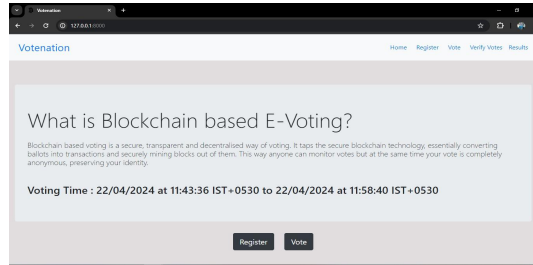 Votenation
127.0.0.1:8000
Votenation
Home Register Vote Verify Votes Results
What is Blockchain based E-Voting?
Blockchain based voting is a secure, transparent and decentralised way of voting. It taps the secure blockchain technology, essentially converting
ballots into transactions and securely mining blocks out of them. This way anyone can monitor votes but at the same time your vote is completely
anonymous, preserving your identity.
Voting Time : 22/04/2024 at 11:43:36 IST+0530 to 22/04/2024 at 11:58:40 IST+0530
Register Vote